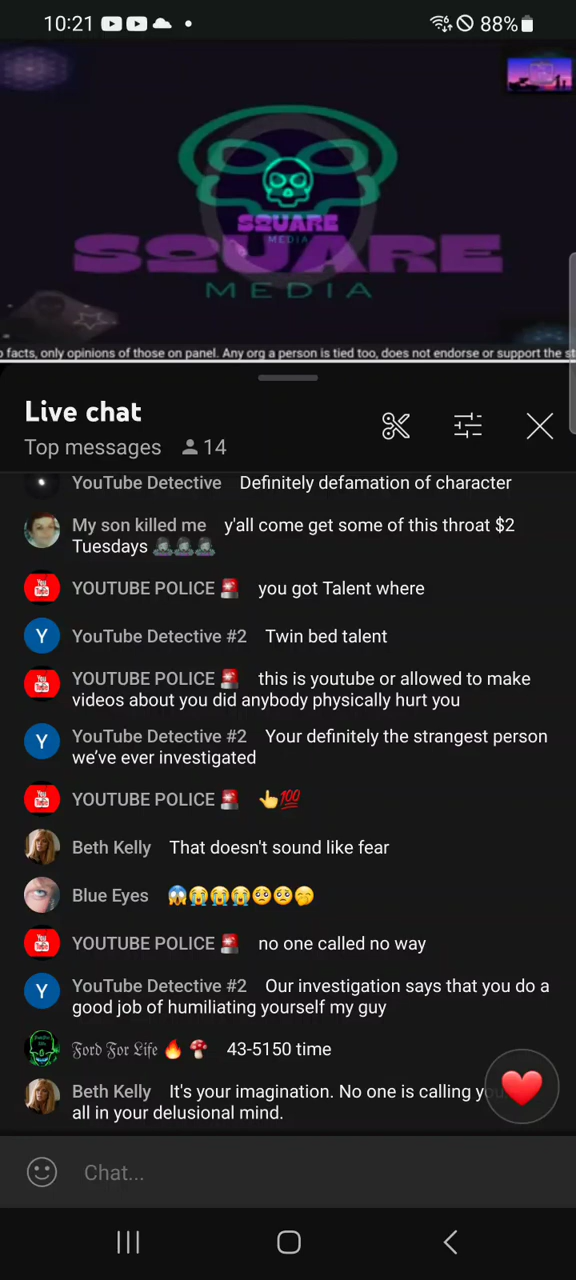 10:21
88%
SQUARE
MEDIA
SQUARE
MEDIA
facts, only opinions of those on panel. Any org a person is tied too, does not endorse or support the st
Live chat
Top messages 14
YouTube Detective Definitely defamation of character
My son killed me y'all come get some of this throat $2
Tuesdays
YOUTUBE POLICE 🚨 you got Talent where
Y YouTube Detective #2 Twin bed talent
YOUTUBE POLICE 🚨 this is youtube or allowed to make
videos about you did anybody physically hurt you
Y YouTube Detective #2 Your definitely the strangest person
we've ever investigated
YOUTUBE POLICE 🚨 👆💯
Beth Kelly That doesn't sound like fear
Blue Eyes 😱😭😭😭🥺🥺🤭
YOUTUBE POLICE 🚨 no one called no way
Y YouTube Detective #2 Our investigation says that you do a
good job of humiliating yourself my guy
𝔉𝔬𝔯𝔡 𝔉𝔬𝔯 𝔏𝔦𝔣𝔢 🔥 🍄 43-5150 time
Beth Kelly It's your imagination. No one is calling
all in your delusional mind.
Chat...